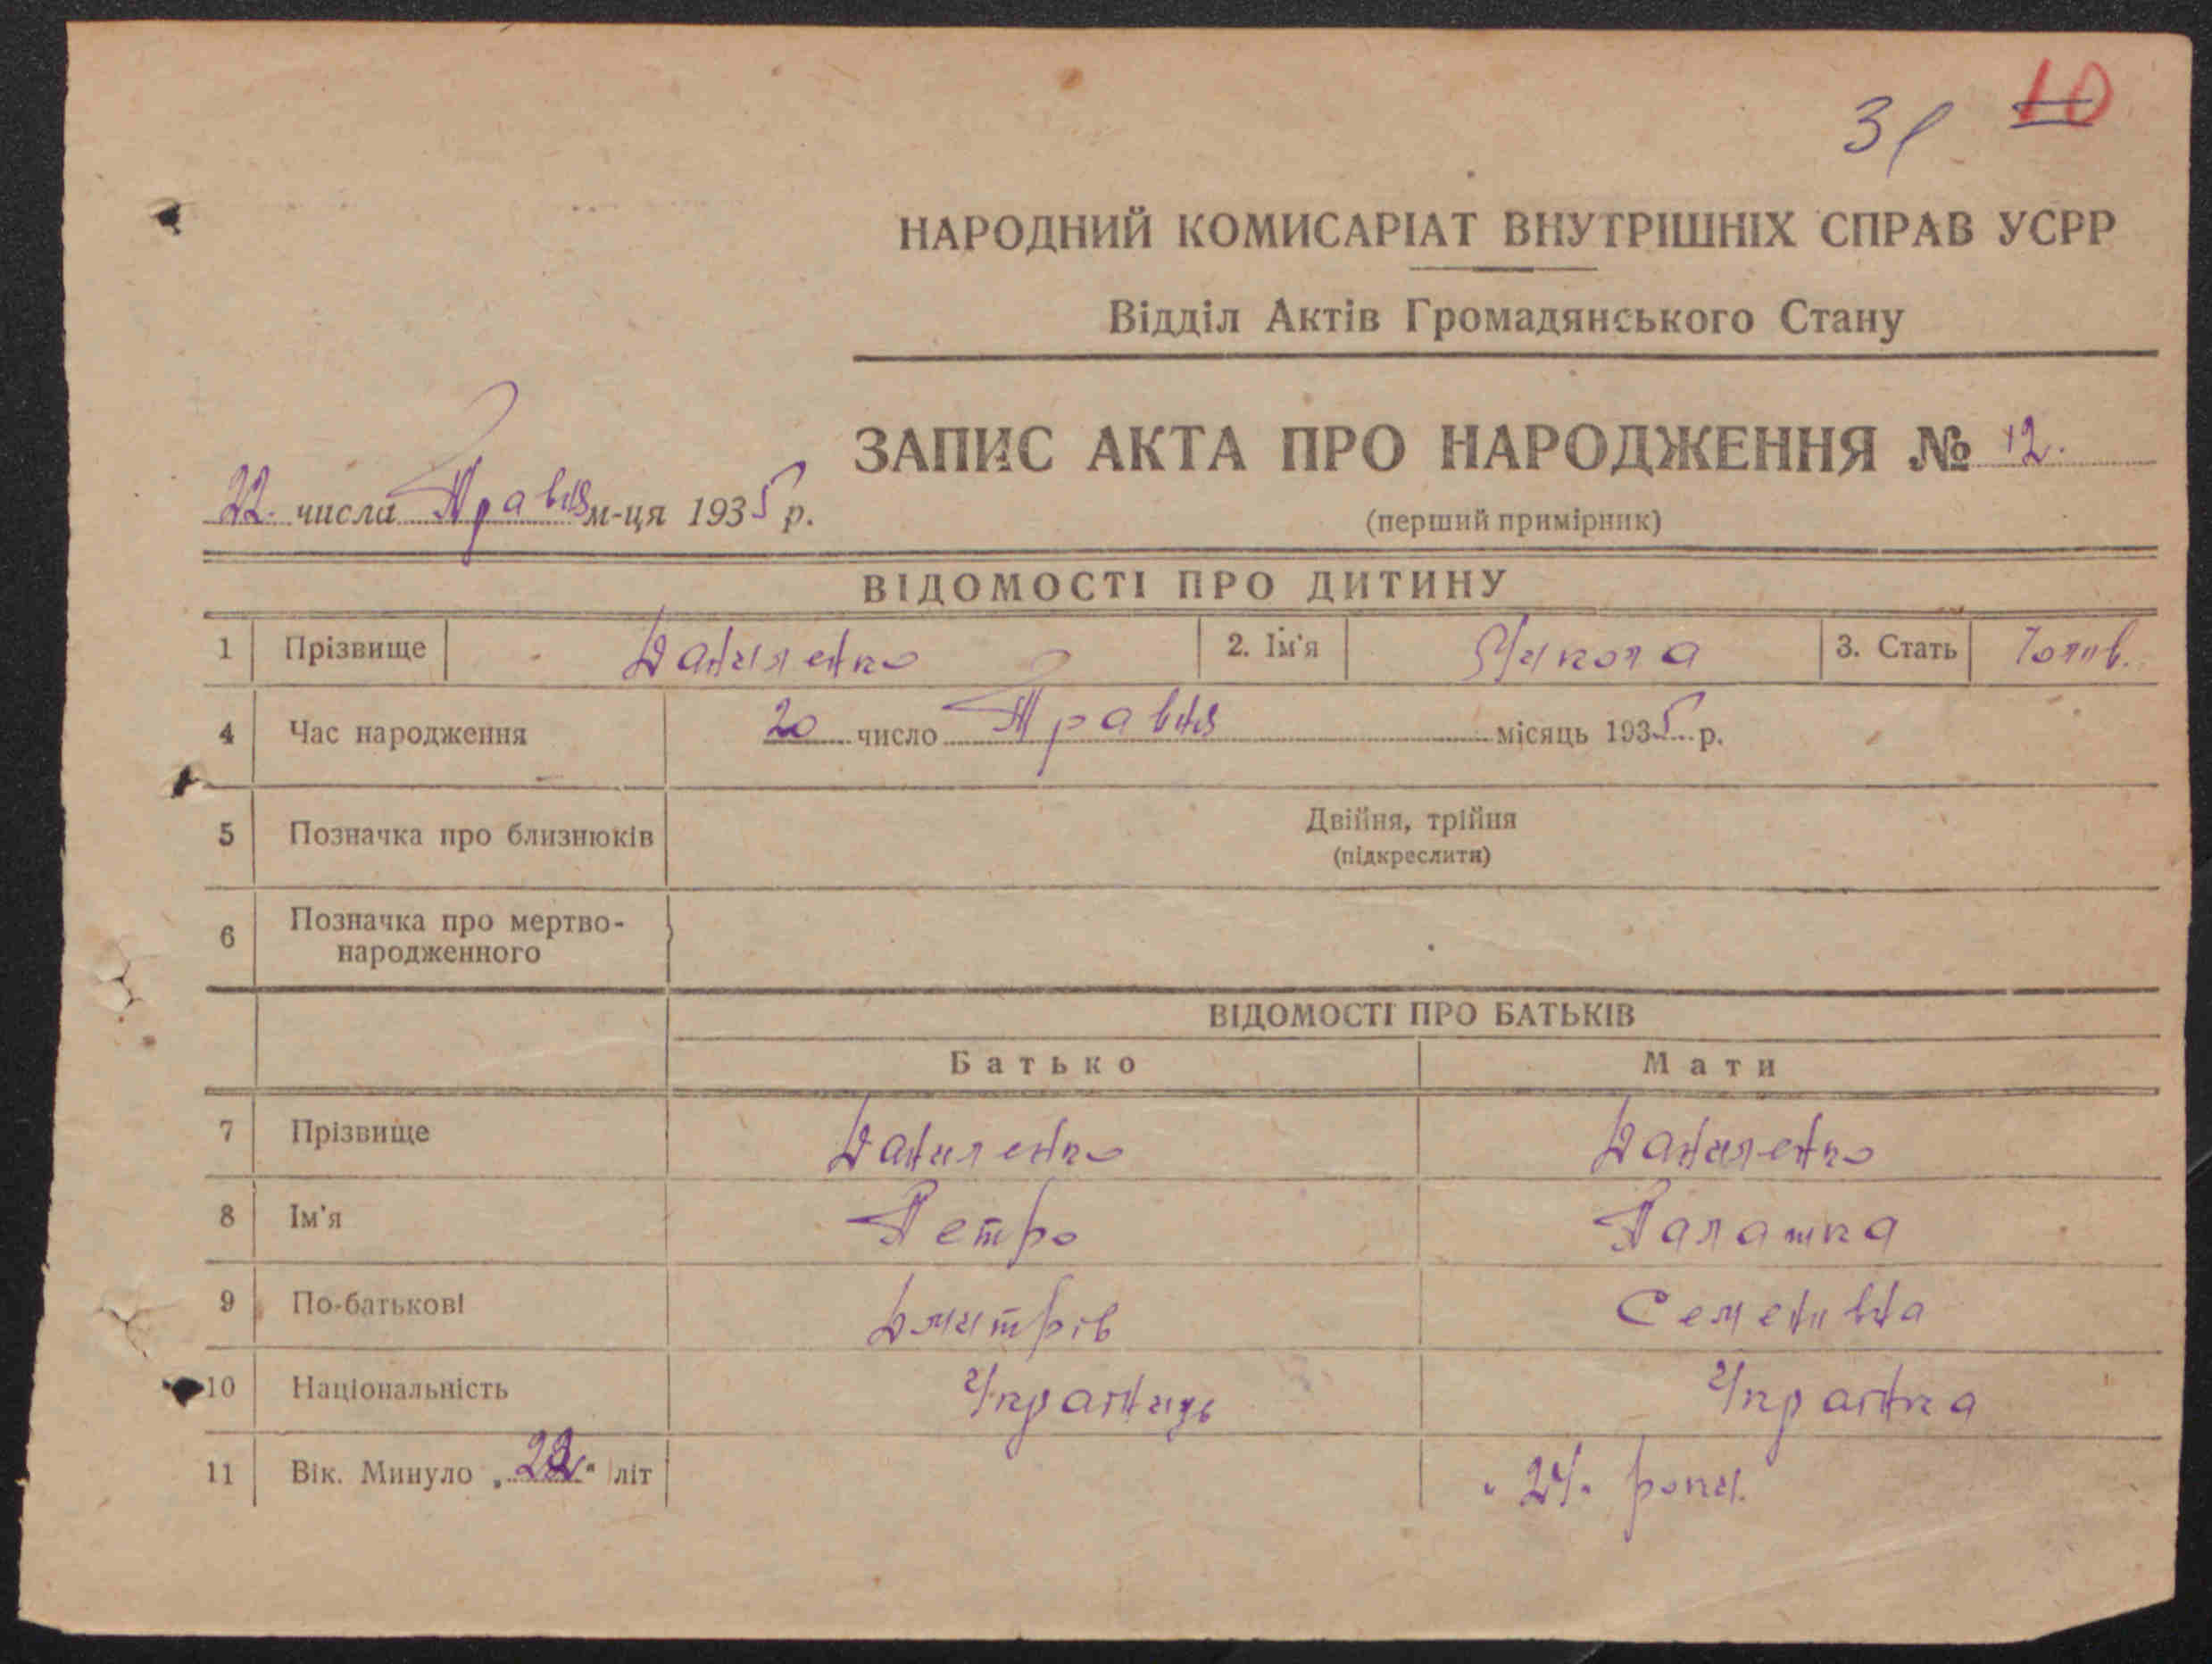 31 10
НАРОДНИЙ КОМИСАРІАТ ВНУТРІШНІХ СПРАВ УСРР
Відділ Актів Громадянського Стану
ЗАПИС АКТА ПРО НАРОДЖЕННЯ № 12.
22. числа Травня м-ця 1935 р.
(перший примірник)
ВІДОМОСТІ ПРО ДИТИНУ
1 Прізвище Даниленко 2. Ім'я Микола 3. Стать Чолов.
4 Час народження 20 число Травня місяць 1935 р.
5 Позначка про близнюків Двійня, трійня
(підкреслити)
6 Позначка про мертво-
народженного
ВІДОМОСТІ ПРО БАТЬКІВ
Батько Мати
7 Прізвище Даниленко Даниленко
8 Ім'я Петро Палашка
9 По-батькові Дмитрів Семенівна
10 Національність Українець Українка
11 Вік. Минуло „ “ літ „24“ роки.